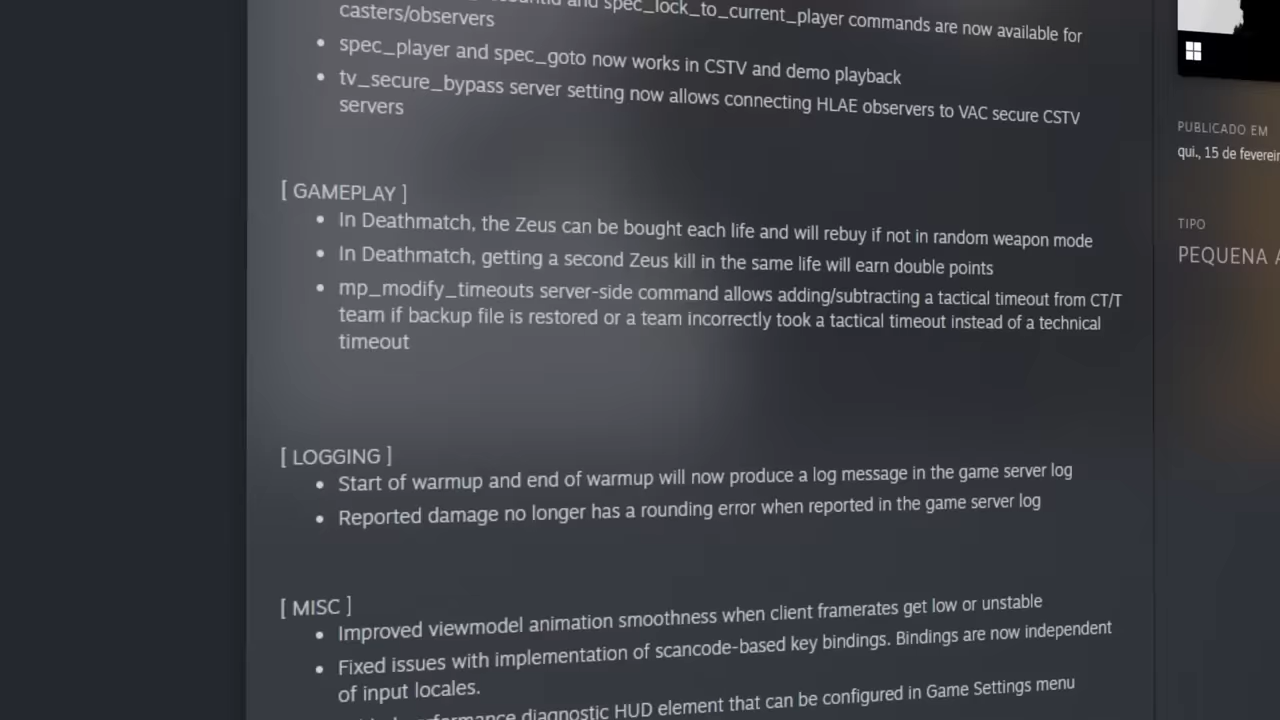 and spec_lock_to_current_player commands are now available for
casters/observers
• spec_player and spec_goto now works in CSTV and demo playback
• tv_secure_bypass server setting now allows connecting HLAE observers to VAC secure CSTV
servers
[ GAMEPLAY ]
• In Deathmatch, the Zeus can be bought each life and will rebuy if not in random weapon mode
• In Deathmatch, getting a second Zeus kill in the same life will earn double points
• mp_modify_timeouts server-side command allows adding/subtracting a tactical timeout from CT/T
team if backup file is restored or a team incorrectly took a tactical timeout instead of a technical
timeout
[ LOGGING ]
• Start of warmup and end of warmup will now produce a log message in the game server log
• Reported damage no longer has a rounding error when reported in the game server log
[ MISC ]
• Improved viewmodel animation smoothness when client framerates get low or unstable
• Fixed issues with implementation of scancode-based key bindings. Bindings are now independent
of input locales.
diagnostic HUD element that can be configured in Game Settings menu
PUBLICADO EM
qui., 15 de fevereir
TIPO
PEQUENA A